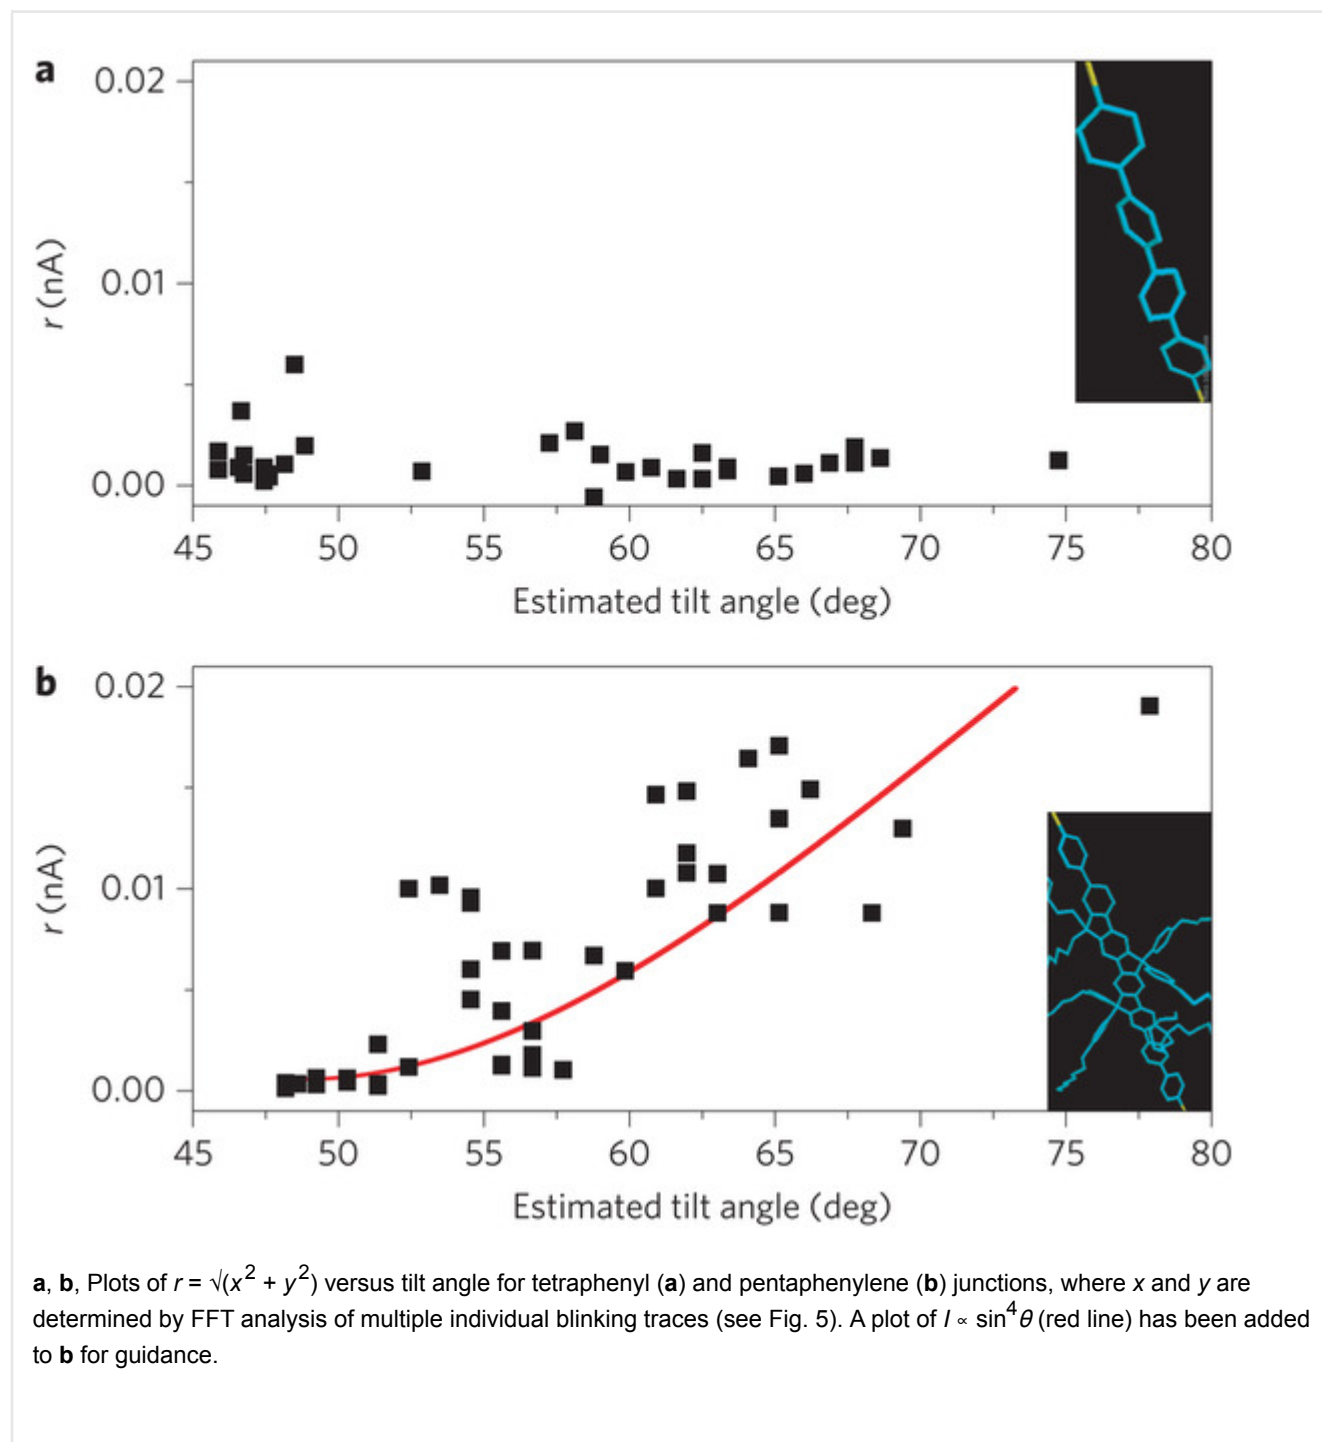 a
0.02
0.01
0.00
r (nA)
45 50 55 60 65 70 75 80
Estimated tilt angle (deg)
b
0.02
0.01
0.00
r (nA)
45 50 55 60 65 70 75 80
Estimated tilt angle (deg)
a, b, Plots of r = √(x² + y²) versus tilt angle for tetraphenyl (a) and pentaphenylene (b) junctions, where x and y are
determined by FFT analysis of multiple individual blinking traces (see Fig. 5). A plot of I ∝ sin⁴θ (red line) has been added
to b for guidance.